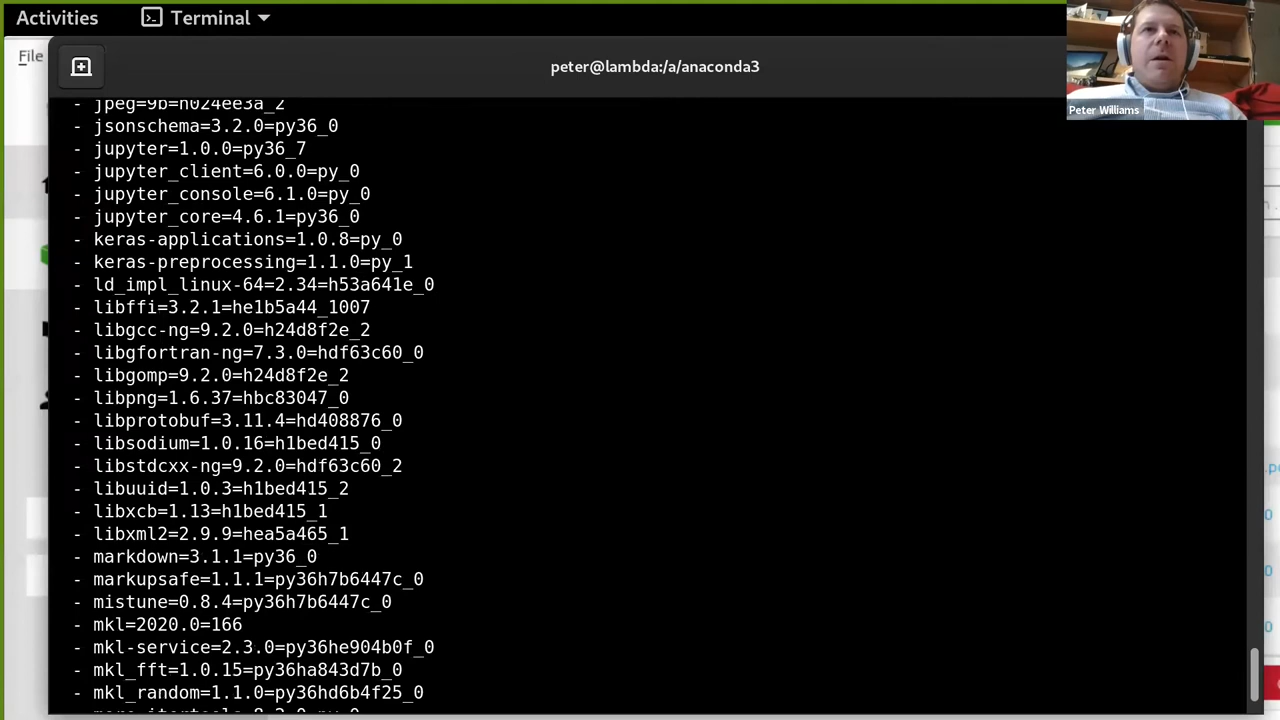 Activities
Terminal
File
peter@lambda:/a/anaconda3
Peter Williams
- jpeg=9b=h024ee3a_2
- jsonschema=3.2.0=py36_0
- jupyter=1.0.0=py36_7
- jupyter_client=6.0.0=py_0
- jupyter_console=6.1.0=py_0
- jupyter_core=4.6.1=py36_0
- keras-applications=1.0.8=py_0
- keras-preprocessing=1.1.0=py_1
- ld_impl_linux-64=2.34=h53a641e_0
- libffi=3.2.1=he1b5a44_1007
- libgcc-ng=9.2.0=h24d8f2e_2
- libgfortran-ng=7.3.0=hdf63c60_0
- libgomp=9.2.0=h24d8f2e_2
- libpng=1.6.37=hbc83047_0
- libprotobuf=3.11.4=hd408876_0
- libsodium=1.0.16=h1bed415_0
- libstdcxx-ng=9.2.0=hdf63c60_2
- libuuid=1.0.3=h1bed415_2
- libxcb=1.13=h1bed415_1
- libxml2=2.9.9=hea5a465_1
- markdown=3.1.1=py36_0
- markupsafe=1.1.1=py36h7b6447c_0
- mistune=0.8.4=py36h7b6447c_0
- mkl=2020.0=166
- mkl-service=2.3.0=py36he904b0f_0
- mkl_fft=1.0.15=py36ha843d7b_0
- mkl_random=1.1.0=py36hd6b4f25_0